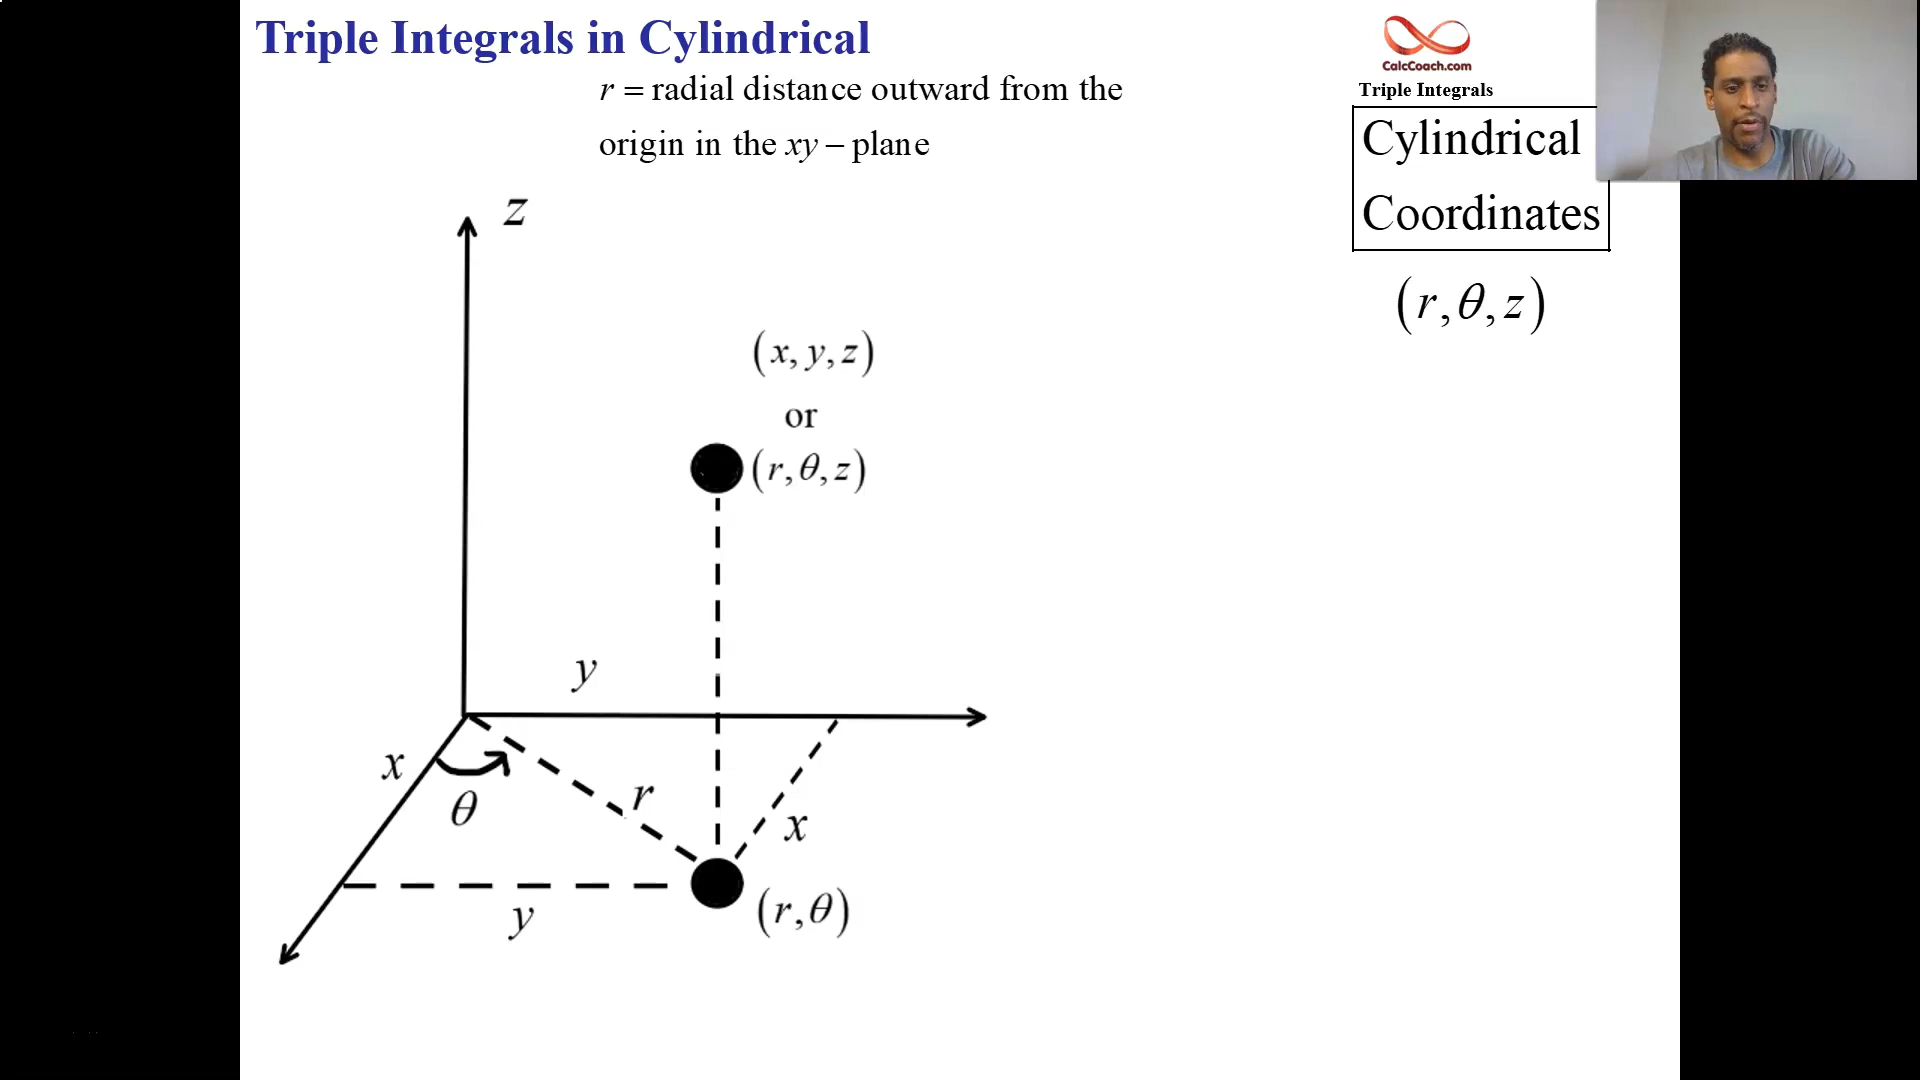 Triple Integrals in Cylindrical
r = radial distance outward from the
origin in the xy – plane
CalcCoach.com
Triple Integrals
Cylindrical
Coordinates
(r, θ, z)
z
(x, y, z)
or
(r, θ, z)
y
x
θ
r
x
y
(r, θ)